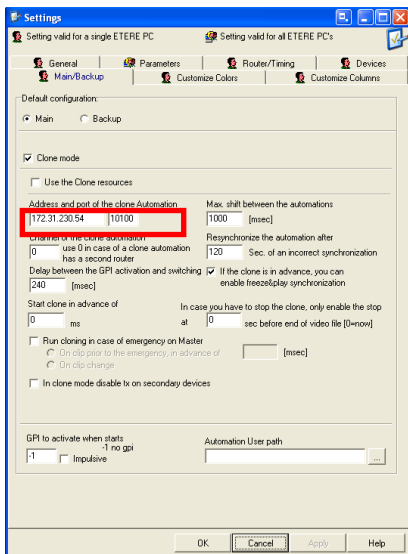 Settings
Setting valid for a single ETERE PC
Setting valid for all ETERE PC's
General
Parameters
Router/Timing
Devices
Main/Backup
Customize Colors
Customize Columns
Default configuration:
Main
Backup
Clone mode
Use the Clone resources
Address and port of the clone Automation
172.31.230.54
10100
Max. shift between the automations
1000
[msec]
Channel of the clone automation
0
use 0 in case of a clone automation
has a second router
Resynchronize the automation after
120
Sec. of an incorrect synchronization
Delay between the GPI activation and switching
240
[msec]
If the clone is in advance, you can
enable freeze&play synchronization
Start clone in advance of
0
ms
In case you have to stop the clone, only enable the stop
at
0
sec before end of video file [0=now]
Run cloning in case of emergency on Master
On clip prior to the emergency, in advance of
[msec]
On clip change
In clone mode disable tx on secondary devices
GPI to activate when starts
-1 no gpi
-1
Impulsive
Automation User path
...
OK
Cancel
Apply
Help